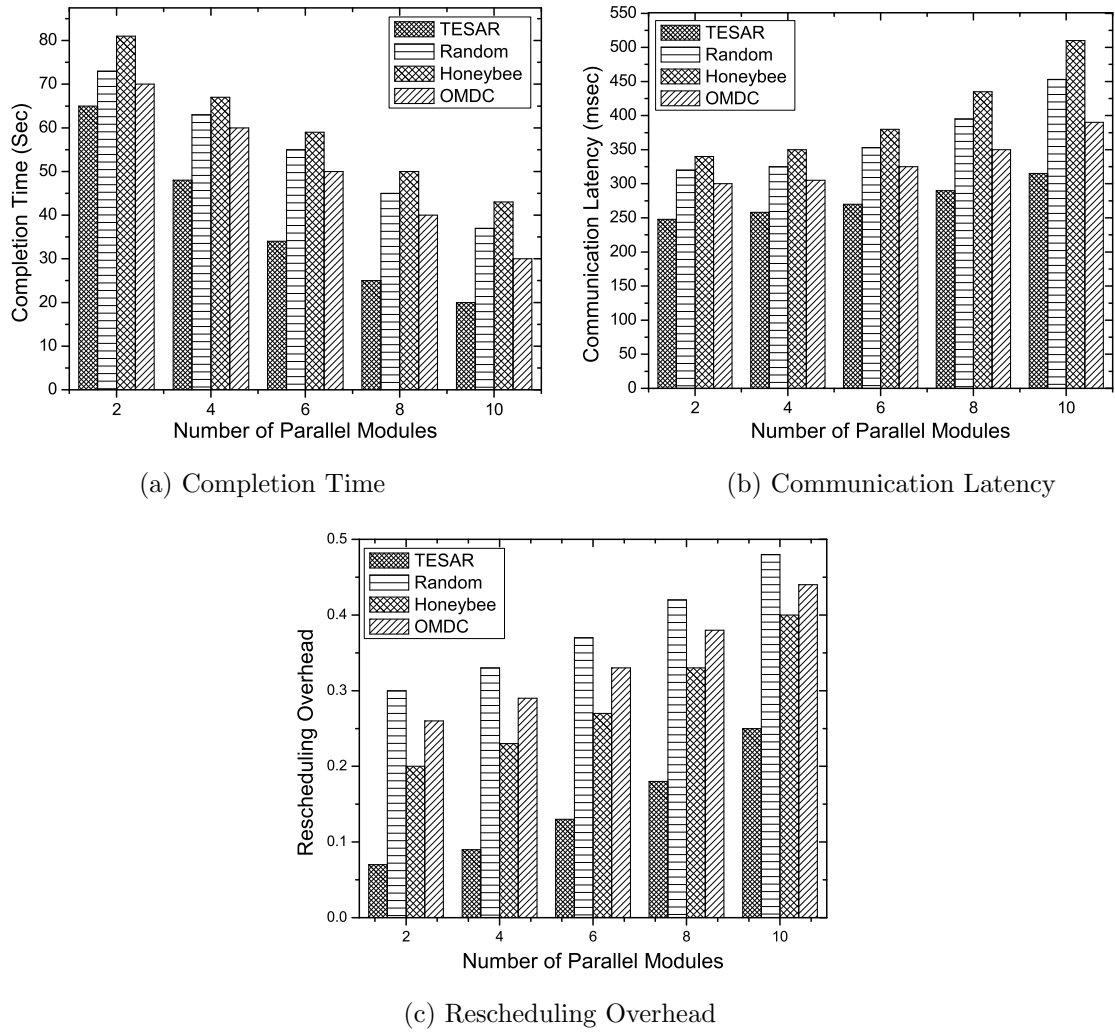 80
70
60
50
40
30
20
10
0
Completion Time (Sec)
TESAR
Random
Honeybee
OMDC
2 4 6 8 10
Number of Parallel Modules
(a) Completion Time
550
500
450
400
350
300
250
200
150
100
50
0
Communication Latency (msec)
TESAR
Random
Honeybee
OMDC
2 4 6 8 10
Number of Parallel Modules
(b) Communication Latency
0.5
0.4
0.3
0.2
0.1
0.0
Rescheduling Overhead
TESAR
Random
Honeybee
OMDC
2 4 6 8 10
Number of Parallel Modules
(c) Rescheduling Overhead